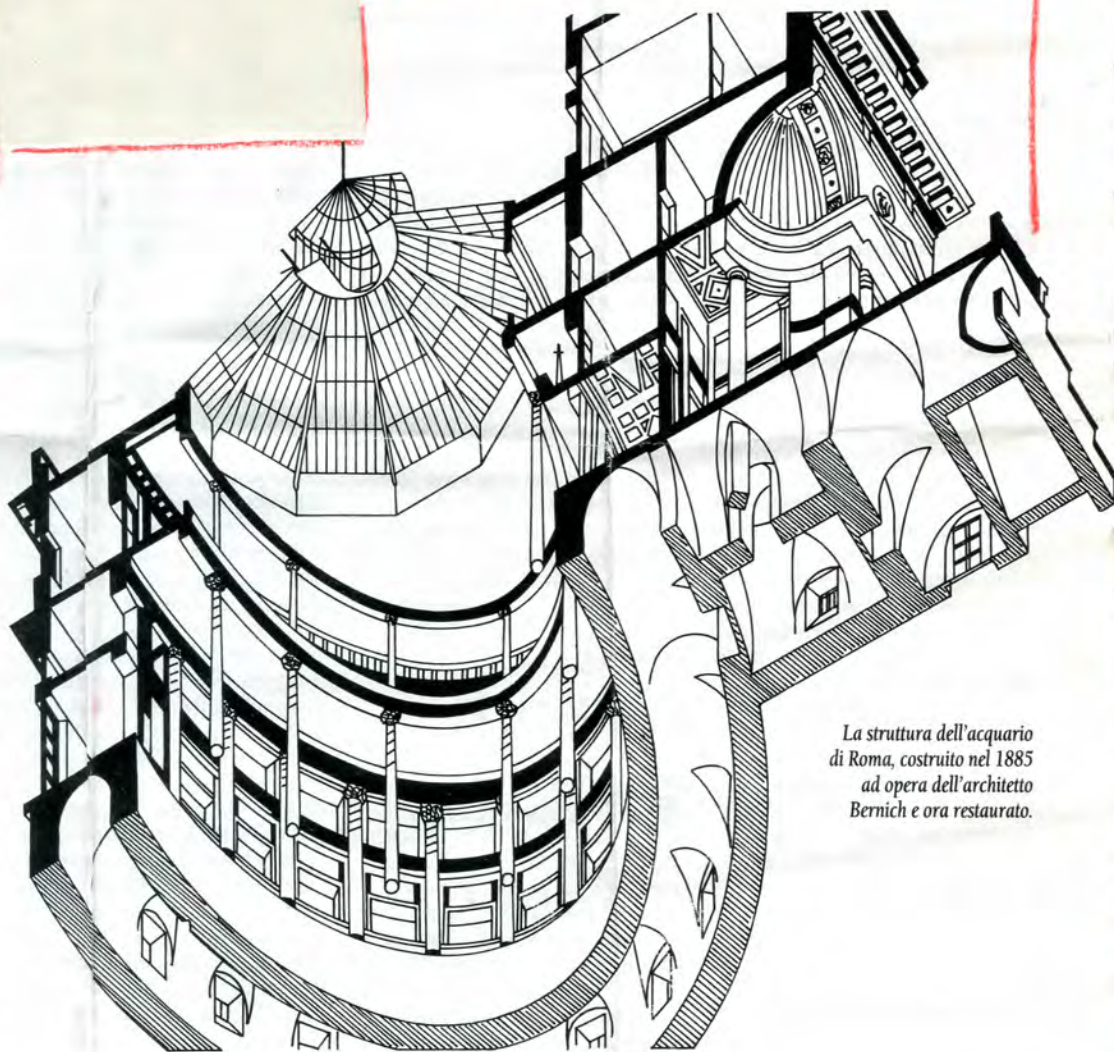 La struttura dell'acquario
di Roma, costruito nel 1885
ad opera dell'architetto
Bernich e ora restaurato.